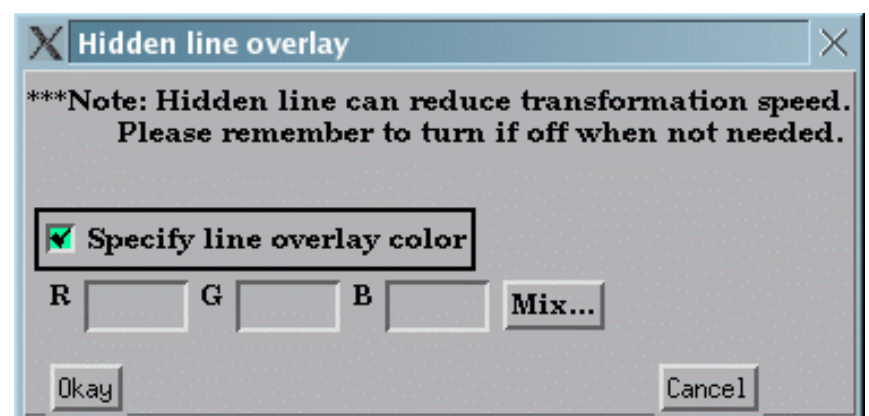 Hidden line overlay
***Note: Hidden line can reduce transformation speed.
Please remember to turn if off when not needed.
Specify line overlay color
R G B Mix...
Okay Cancel